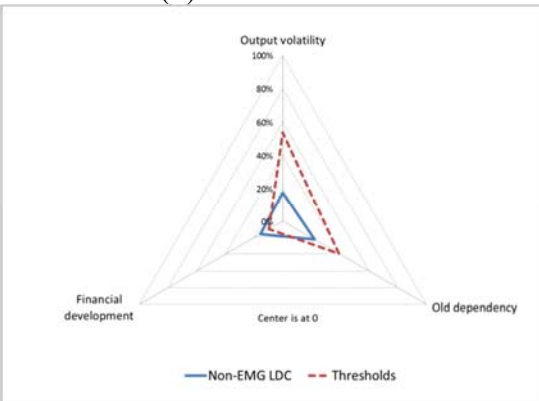 Output volatility
100%
80%
60%
40%
20%
0%
Financial
development
Center is at 0
Old dependency
Non-EMG LDC
Thresholds